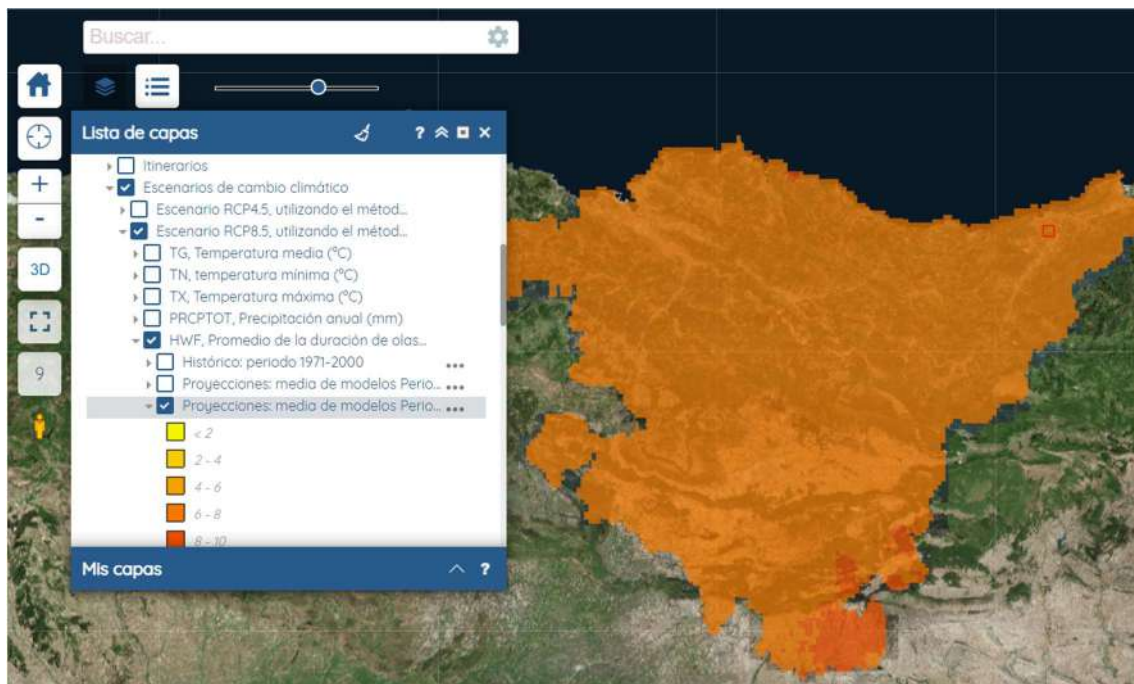 Buscar...
Lista de capas
?
Itinerarios
Escenarios de cambio climático
Escenario RCP4.5, utilizando el métod...
Escenario RCP8.5, utilizando el métod...
TG, Temperatura media (ºC)
TN, temperatura mínima (ºC)
TX, Temperatura máxima (ºC)
PRCPTOT, Precipitación anual (mm)
HWF, Promedio de la duración de olas...
Histórico: periodo 1971-2000
Proyecciones: media de modelos Perio...
Proyecciones: media de modelos Perio...
< 2
2 - 4
4 - 6
6 - 8
8 - 10
Mis capas
?
+
-
3D
9